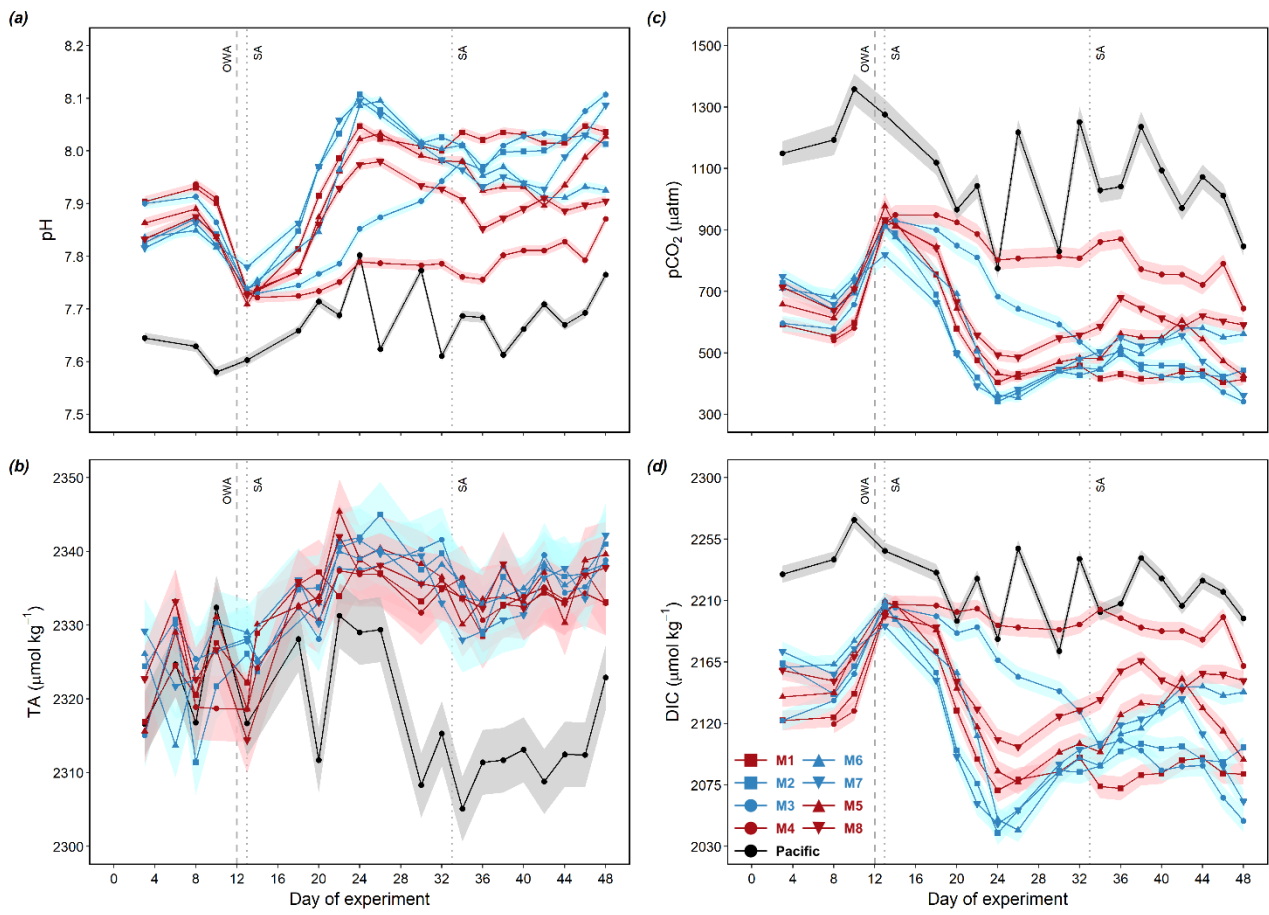 (a)
8.2
8.1
8.0
7.9
7.8
7.7
7.6
7.5
pH
OWA
SA
SA
(c)
1500
1300
1100
900
700
500
300
pCO₂ (µatm)
OWA
SA
SA
(b)
2350
2340
2330
2320
2310
2300
TA (µmol kg⁻¹)
OWA
SA
SA
0 4 8 12 16 20 24 28 32 36 40 44 48
Day of experiment
(d)
2300
2255
2210
2165
2120
2075
2030
DIC (µmol kg⁻¹)
OWA
SA
SA
M1 M6
M2 M7
M3 M5
M4 M8
Pacific
0 4 8 12 16 20 24 28 32 36 40 44 48
Day of experiment